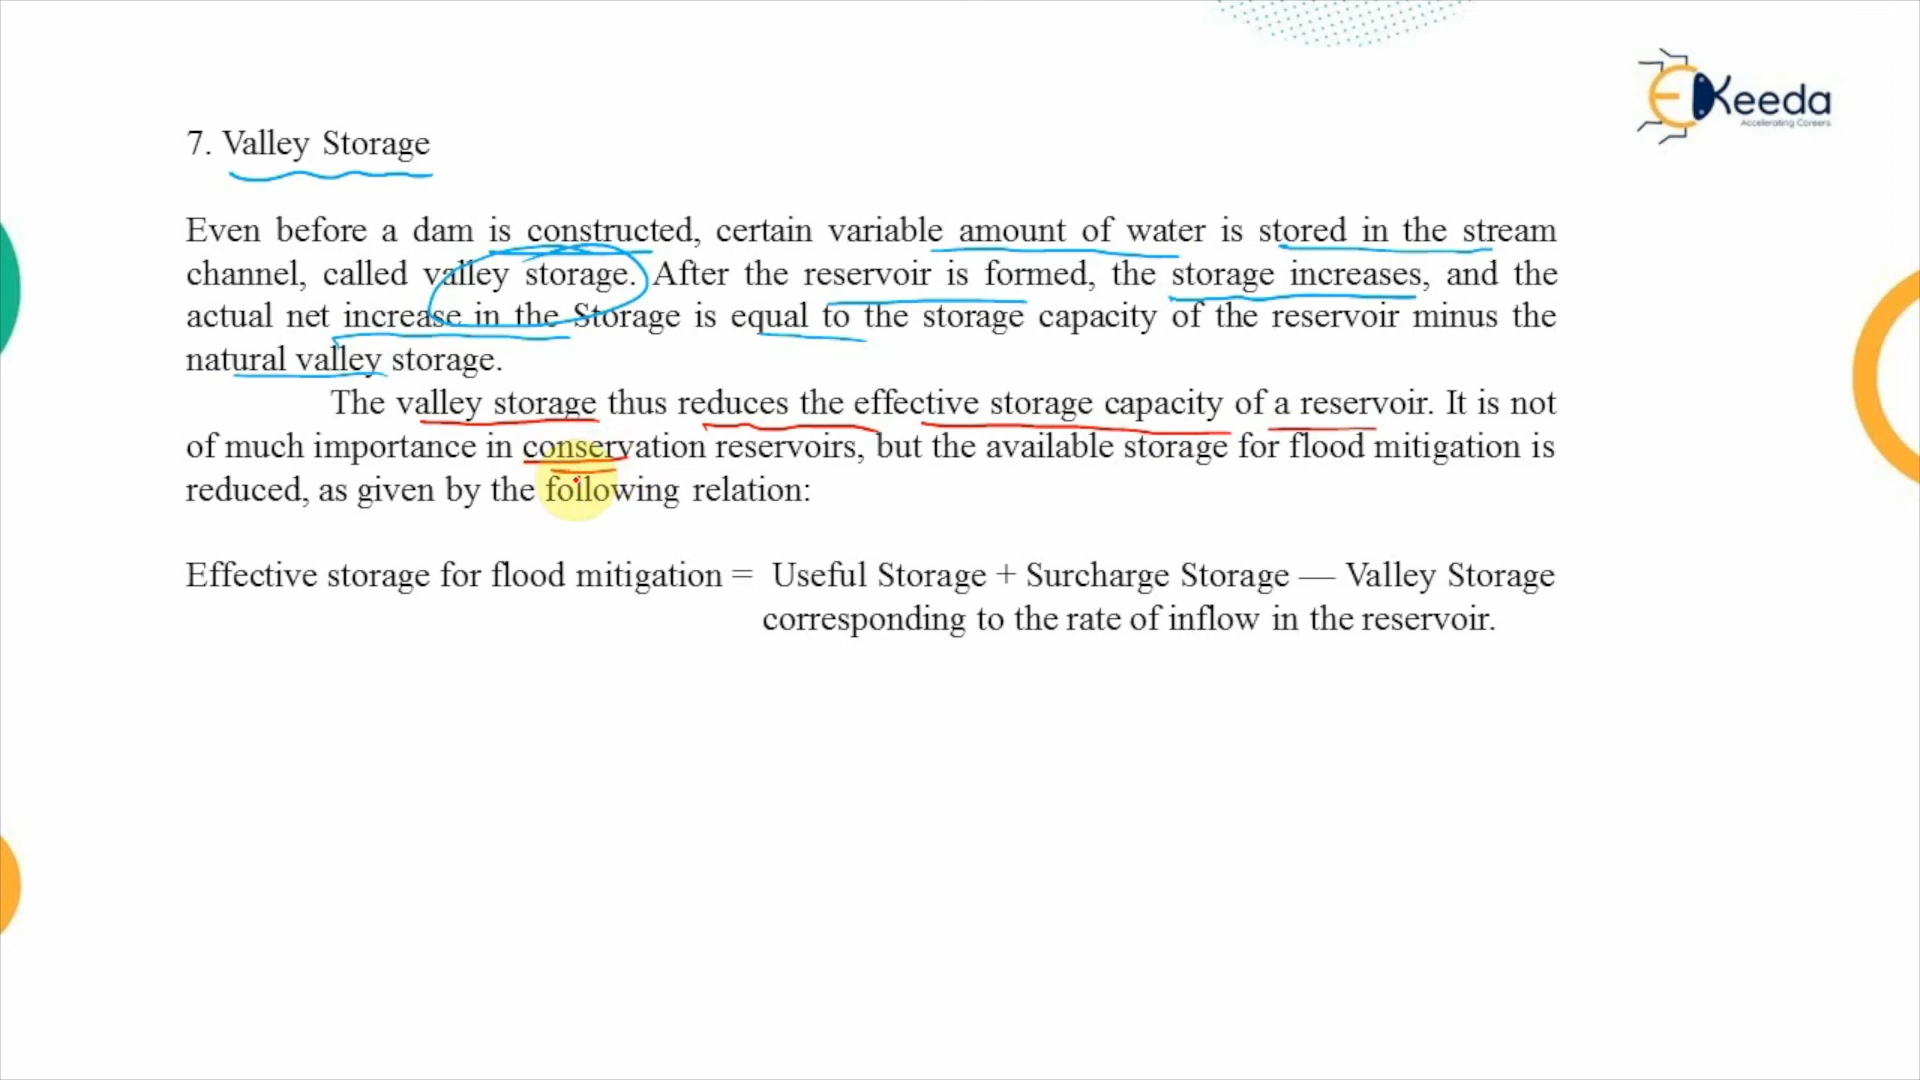 EKeeda
Accelerating Careers
7. Valley Storage
Even before a dam is constructed, certain variable amount of water is stored in the stream
channel, called valley storage. After the reservoir is formed, the storage increases, and the
actual net increase in the Storage is equal to the storage capacity of the reservoir minus the
natural valley storage.
The valley storage thus reduces the effective storage capacity of a reservoir. It is not
of much importance in conservation reservoirs, but the available storage for flood mitigation is
reduced, as given by the following relation:
Effective storage for flood mitigation = Useful Storage + Surcharge Storage — Valley Storage
corresponding to the rate of inflow in the reservoir.